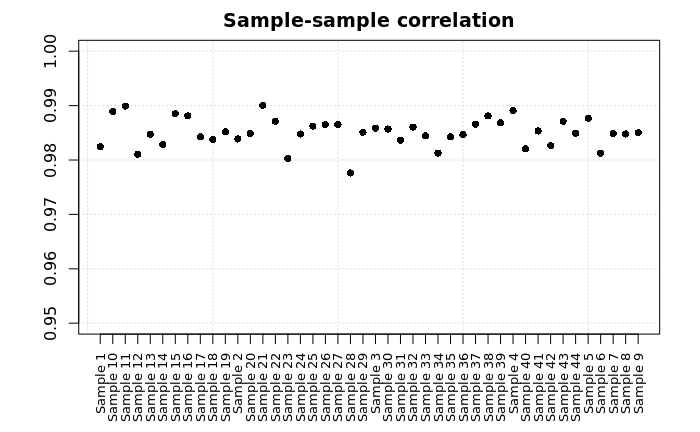 Sample-sample correlation
1.00
0.99
0.98
0.97
0.96
0.95
Sample 1
Sample 10
Sample 11
Sample 12
Sample 13
Sample 14
Sample 15
Sample 16
Sample 17
Sample 18
Sample 19
Sample 2
Sample 20
Sample 21
Sample 22
Sample 23
Sample 24
Sample 25
Sample 26
Sample 27
Sample 28
Sample 29
Sample 3
Sample 30
Sample 31
Sample 32
Sample 33
Sample 34
Sample 35
Sample 36
Sample 37
Sample 38
Sample 39
Sample 4
Sample 40
Sample 41
Sample 42
Sample 43
Sample 44
Sample 5
Sample 6
Sample 7
Sample 8
Sample 9